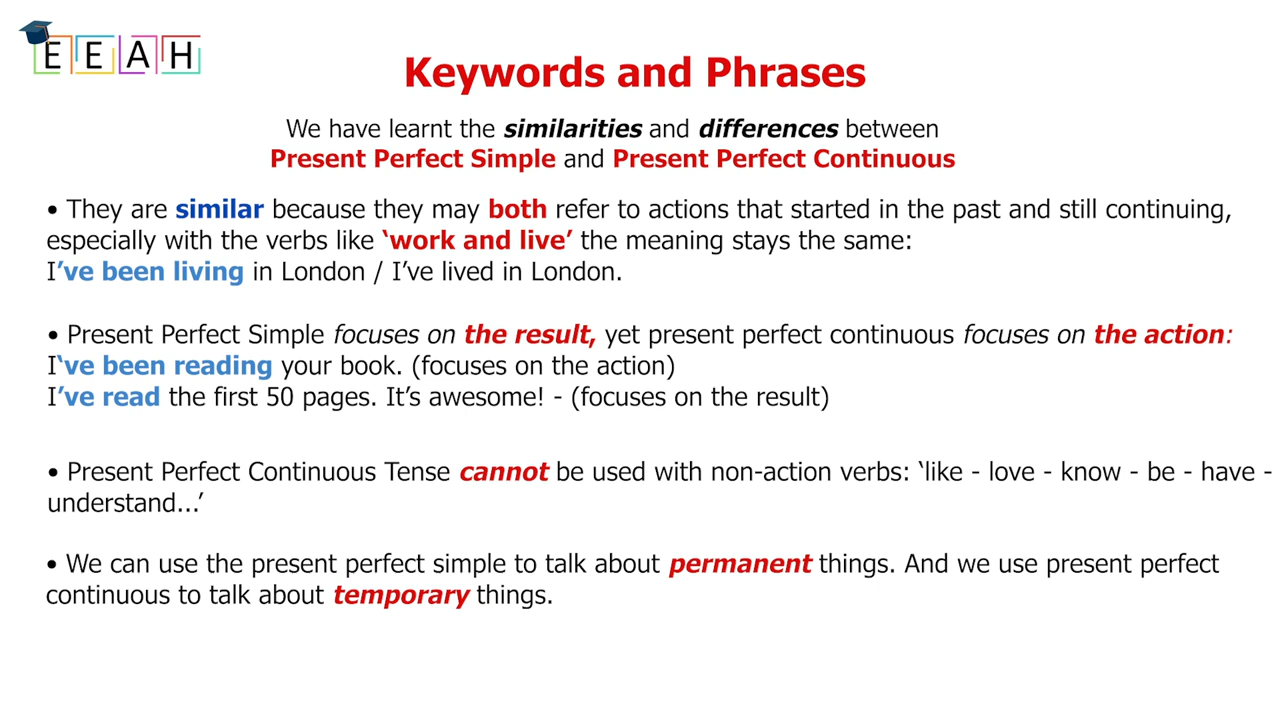 EEAH
Keywords and Phrases
We have learnt the similarities and differences between
Present Perfect Simple and Present Perfect Continuous
• They are similar because they may both refer to actions that started in the past and still continuing,
especially with the verbs like ‘work and live’ the meaning stays the same:
I’ve been living in London / I’ve lived in London.
• Present Perfect Simple focuses on the result, yet present perfect continuous focuses on the action:
I‘ve been reading your book. (focuses on the action)
I’ve read the first 50 pages. It’s awesome! - (focuses on the result)
• Present Perfect Continuous Tense cannot be used with non-action verbs: ‘like - love - know - be - have -
understand...’
• We can use the present perfect simple to talk about permanent things. And we use present perfect
continuous to talk about temporary things.